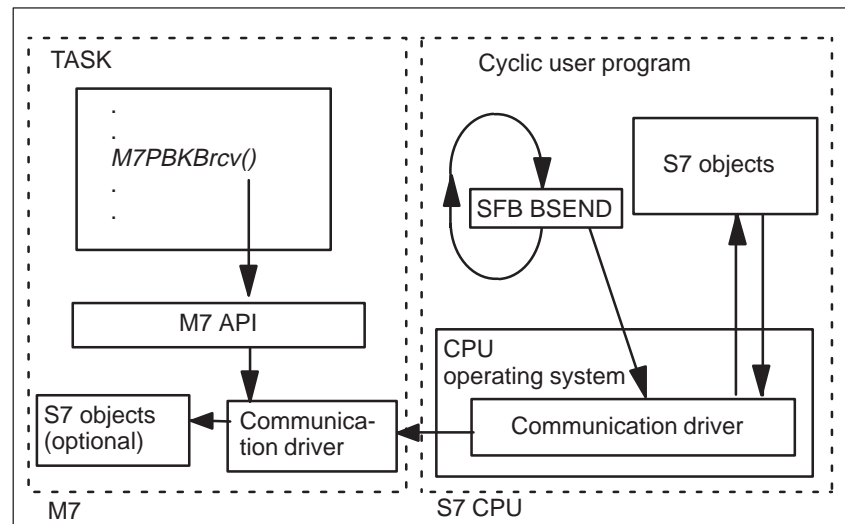 TASK
.
.
M7PBKBrcv()
.
.
M7 API
S7 objects
(optional)
Communica-
tion driver
M7
Cyclic user program
SFB BSEND
S7 objects
CPU
operating system
Communication driver
S7 CPU